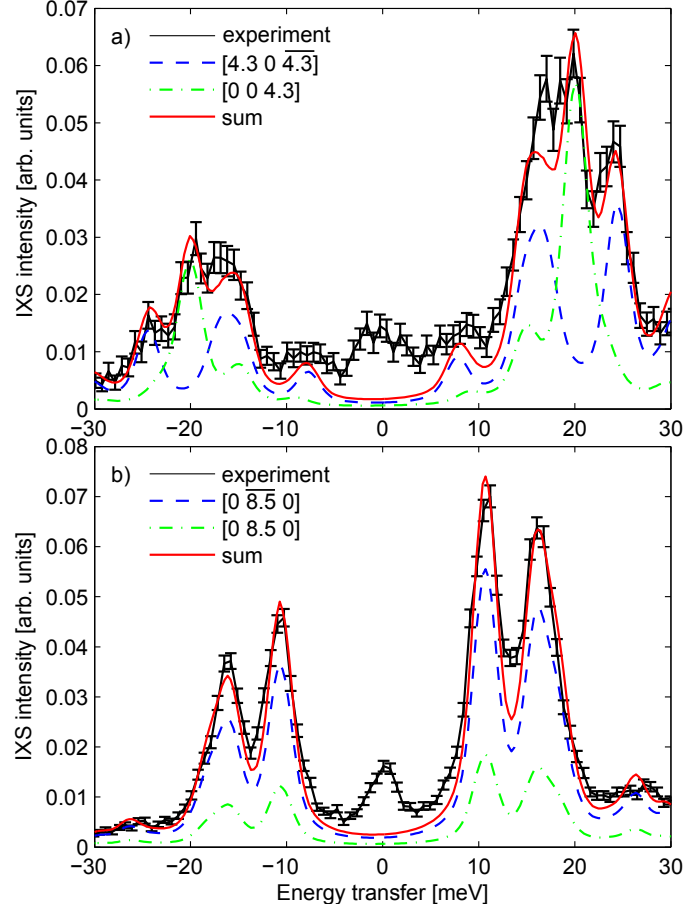 0.07
0.06
0.05
0.04
0.03
0.02
0.01
0
IXS intensity [arb. units]
a)
experiment
[4.3 0 4.3̅]
[0 0 4.3]
sum
−30 −20 −10 0 10 20 30
0.08
0.07
0.06
0.05
0.04
0.03
0.02
0.01
0
IXS intensity [arb. units]
b)
experiment
[0 8.5̅ 0]
[0 8.5 0]
sum
−30 −20 −10 0 10 20 30
Energy transfer [meV]